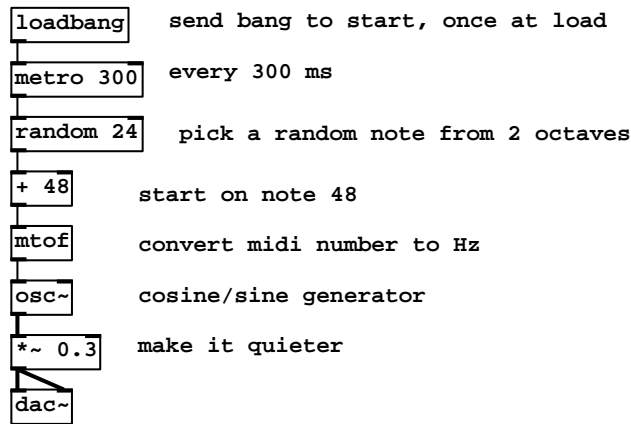 loadbang send bang to start, once at load
metro 300 every 300 ms
random 24 pick a random note from 2 octaves
+ 48 start on note 48
mtof convert midi number to Hz
osc~ cosine/sine generator
*~ 0.3 make it quieter
dac~